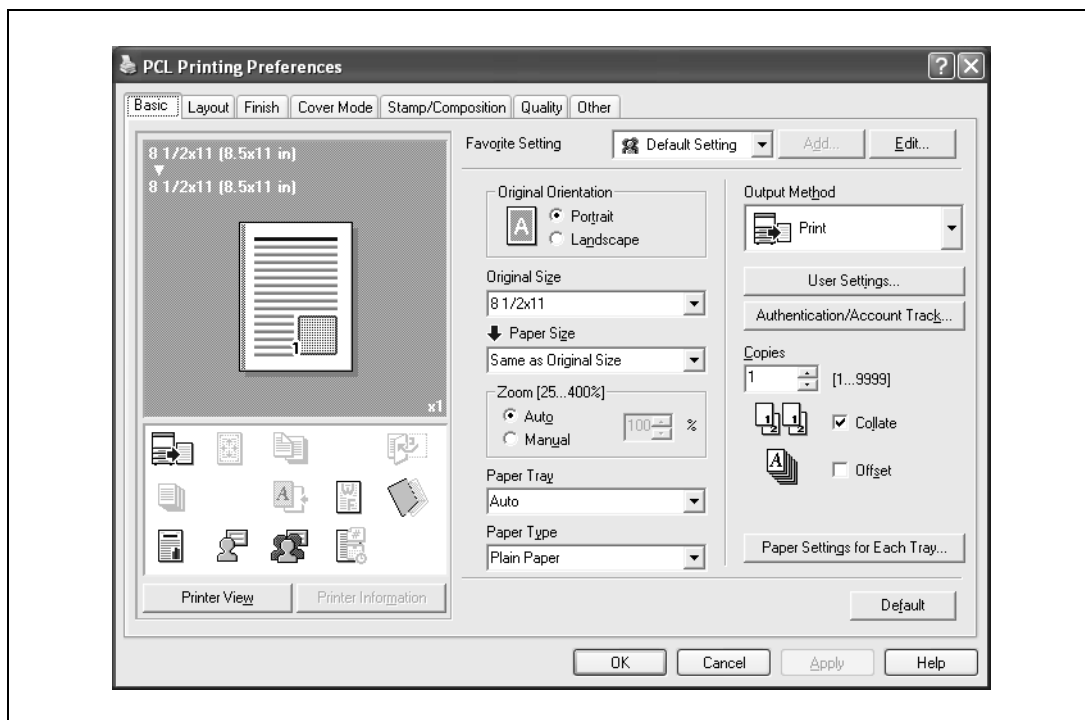 PCL Printing Preferences
Basic Layout Finish Cover Mode Stamp/Composition Quality Other
8 1/2x11 (8.5x11 in)
8 1/2x11 (8.5x11 in)
1
x1
Printer View Printer Information
Favorite Setting Default Setting Add... Edit...
Original Orientation
A
Portrait
Landscape
Original Size
8 1/2x11
Paper Size
Same as Original Size
Zoom [25...400%]
Auto
Manual
100 %
Paper Tray
Auto
Paper Type
Plain Paper
Output Method
Print
User Settings...
Authentication/Account Track...
Copies
1 [1...9999]
Collate
Offset
Paper Settings for Each Tray...
Default
OK Cancel Apply Help